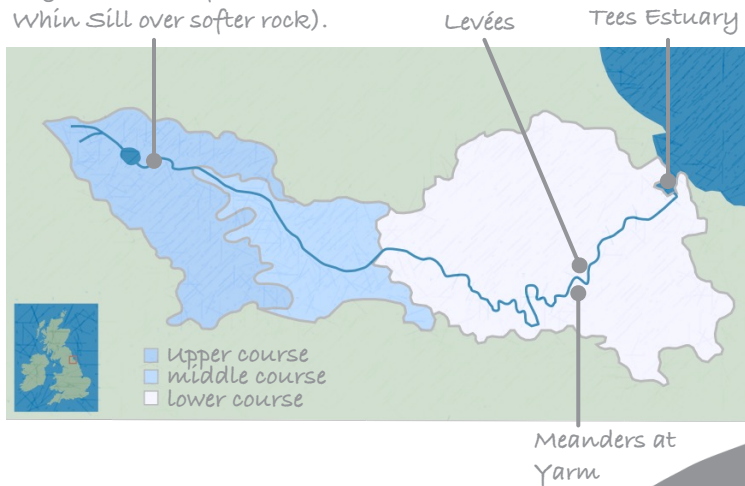 Whin Sill over softer rock).
Levées
Tees Estuary
Upper course
middle course
lower course
Meanders at
Yarm